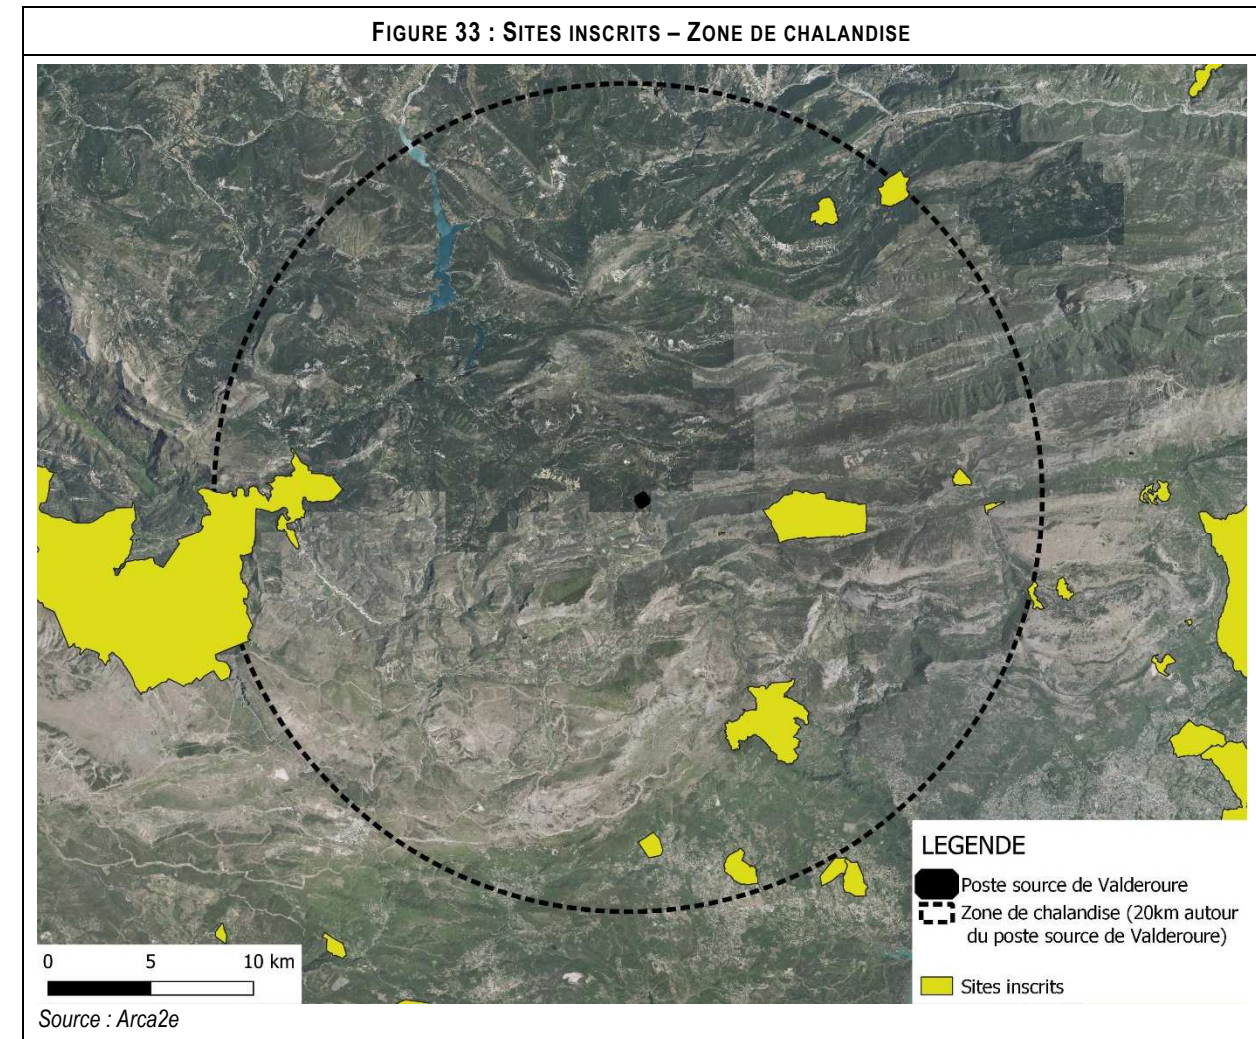 FIGURE 33 : SITES INSCRITS – ZONE DE CHALANDISE
LEGENDE
Poste source de Valderoure
Zone de chalandise (20km autour
du poste source de Valderoure)
Sites inscrits
0 5 10 km
Source : Arca2e